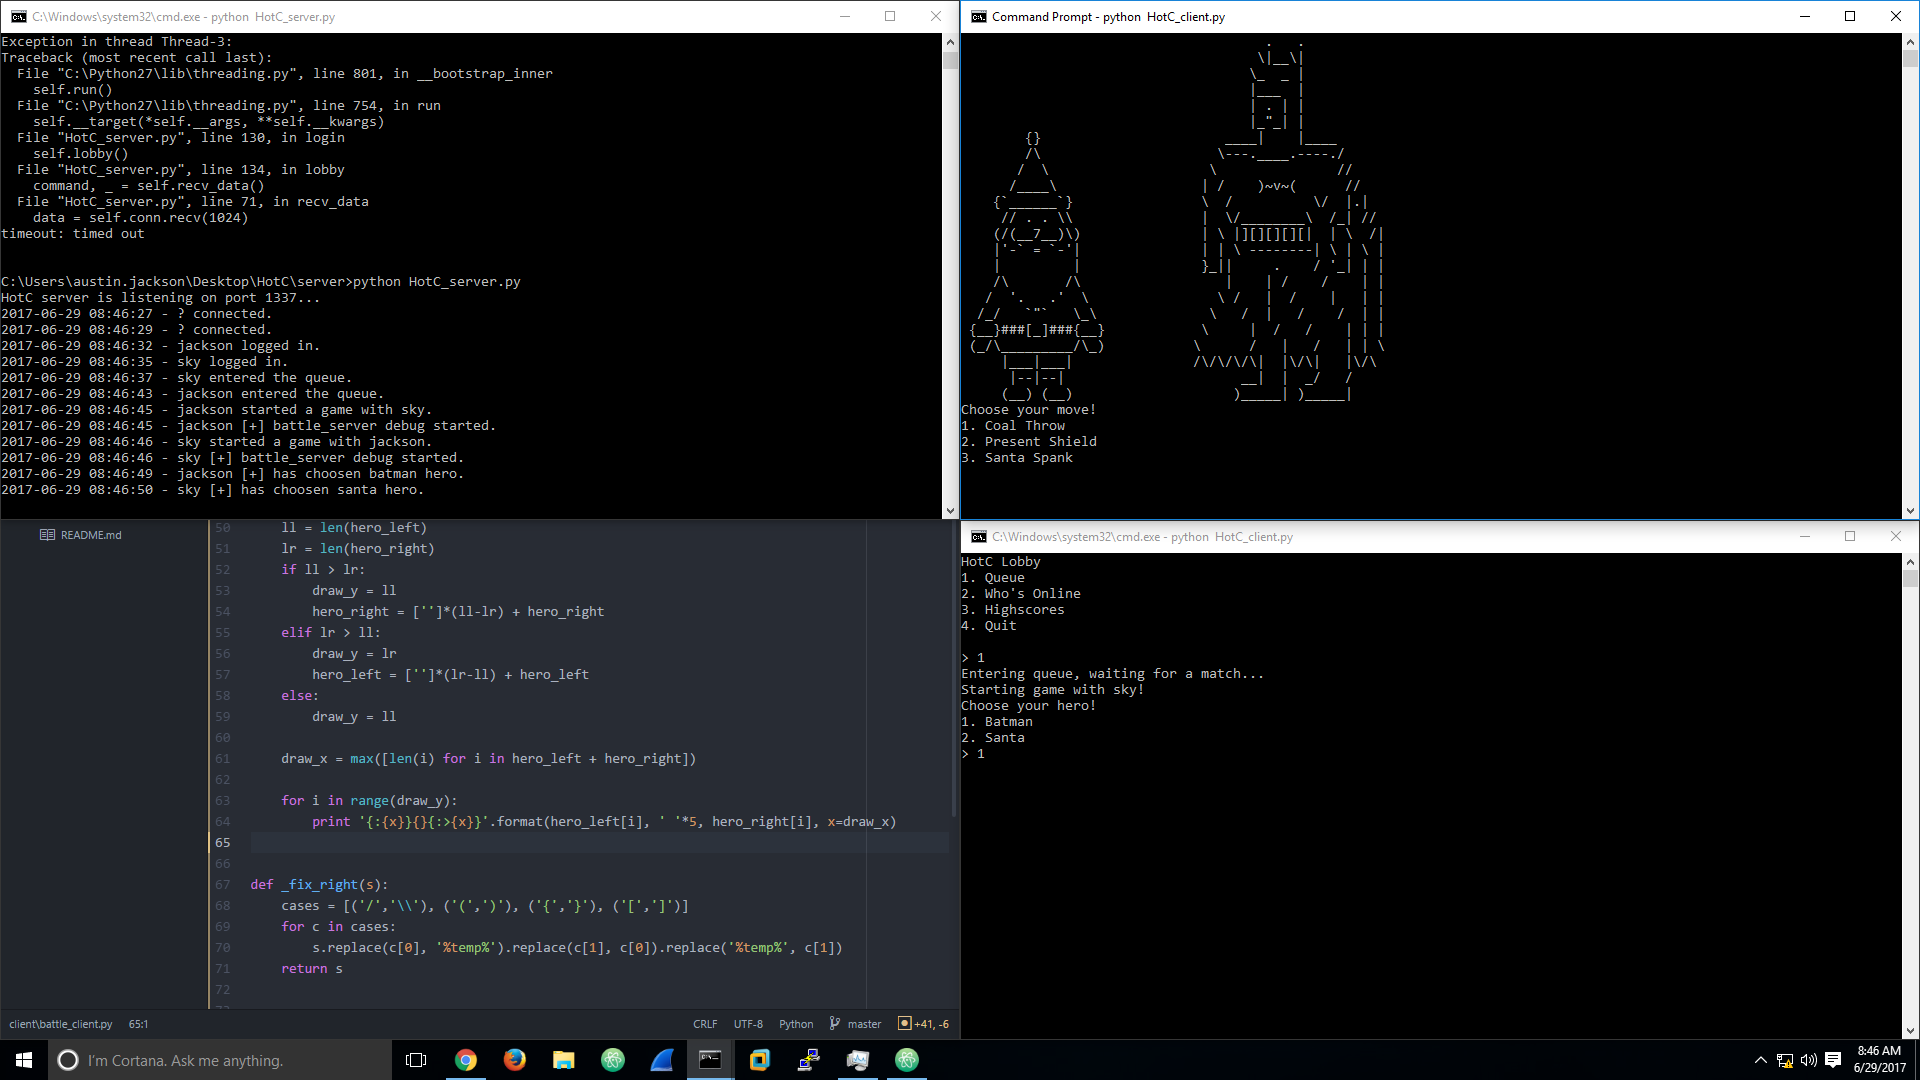 C:\Windows\system32\cmd.exe - python  HotC_server.py
Exception in thread Thread-3:
Traceback (most recent call last):
  File "C:\Python27\lib\threading.py", line 801, in __bootstrap_inner
    self.run()
  File "C:\Python27\lib\threading.py", line 754, in run
    self.__target(*self.__args, **self.__kwargs)
  File "HotC_server.py", line 130, in login
    self.lobby()
  File "HotC_server.py", line 134, in lobby
    command, _ = self.recv_data()
  File "HotC_server.py", line 71, in recv_data
    data = self.conn.recv(1024)
timeout: timed out
C:\Users\austin.jackson\Desktop\HotC\server>python HotC_server.py
HotC server is listening on port 1337...
2017-06-29 08:46:27 - ? connected.
2017-06-29 08:46:29 - ? connected.
2017-06-29 08:46:32 - jackson logged in.
2017-06-29 08:46:35 - sky logged in.
2017-06-29 08:46:37 - sky entered the queue.
2017-06-29 08:46:43 - jackson entered the queue.
2017-06-29 08:46:45 - jackson started a game with sky.
2017-06-29 08:46:45 - jackson [+] battle_server debug started.
2017-06-29 08:46:46 - sky started a game with jackson.
2017-06-29 08:46:46 - sky [+] battle_server debug started.
2017-06-29 08:46:49 - jackson [+] has choosen batman hero.
2017-06-29 08:46:50 - sky [+] has choosen santa hero.
Command Prompt - python  HotC_client.py
Choose your move!
1. Coal Throw
2. Present Shield
3. Santa Spank
README.md
50 ll = len(hero_left)
51 lr = len(hero_right)
52 if ll > lr:
53     draw_y = ll
54     hero_right = ['']*(ll-lr) + hero_right
55 elif lr > ll:
56     draw_y = lr
57     hero_left = ['']*(lr-ll) + hero_left
58 else:
59     draw_y = ll
60
61 draw_x = max([len(i) for i in hero_left + hero_right])
62
63 for i in range(draw_y):
64     print '{:{x}}{}{:>{x}}'.format(hero_left[i], ' '*5, hero_right[i], x=draw_x)
65
66
67 def _fix_right(s):
68     cases = [('/','\\'), ('(',')'), ('{','}'), ('[',']')]
69     for c in cases:
70         s.replace(c[0], '%temp%').replace(c[1], c[0]).replace('%temp%', c[1])
71     return s
72
client\battle_client.py 65:1 CRLF UTF-8 Python master +41, -6
C:\Windows\system32\cmd.exe - python  HotC_client.py
HotC Lobby
1. Queue
2. Who's Online
3. Highscores
4. Quit
> 1
Entering queue, waiting for a match...
Starting game with sky!
Choose your hero!
1. Batman
2. Santa
> 1
I'm Cortana. Ask me anything.
8:46 AM
6/29/2017